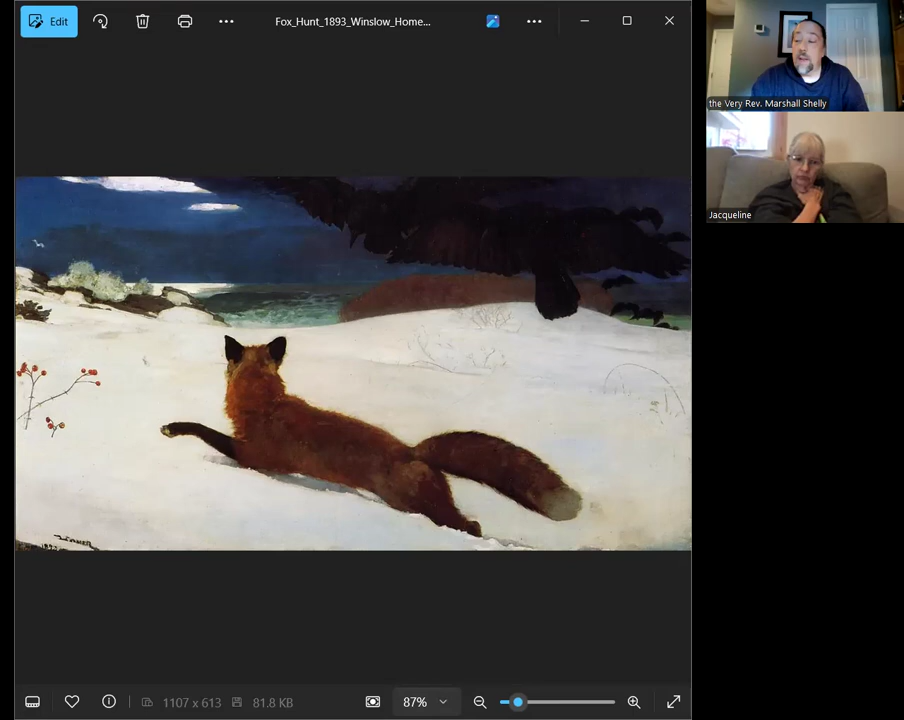 Edit
Fox_Hunt_1893_Winslow_Home...
the Very Rev. Marshall Shelly
Jacqueline
1107 x 613
81.8 KB
87%